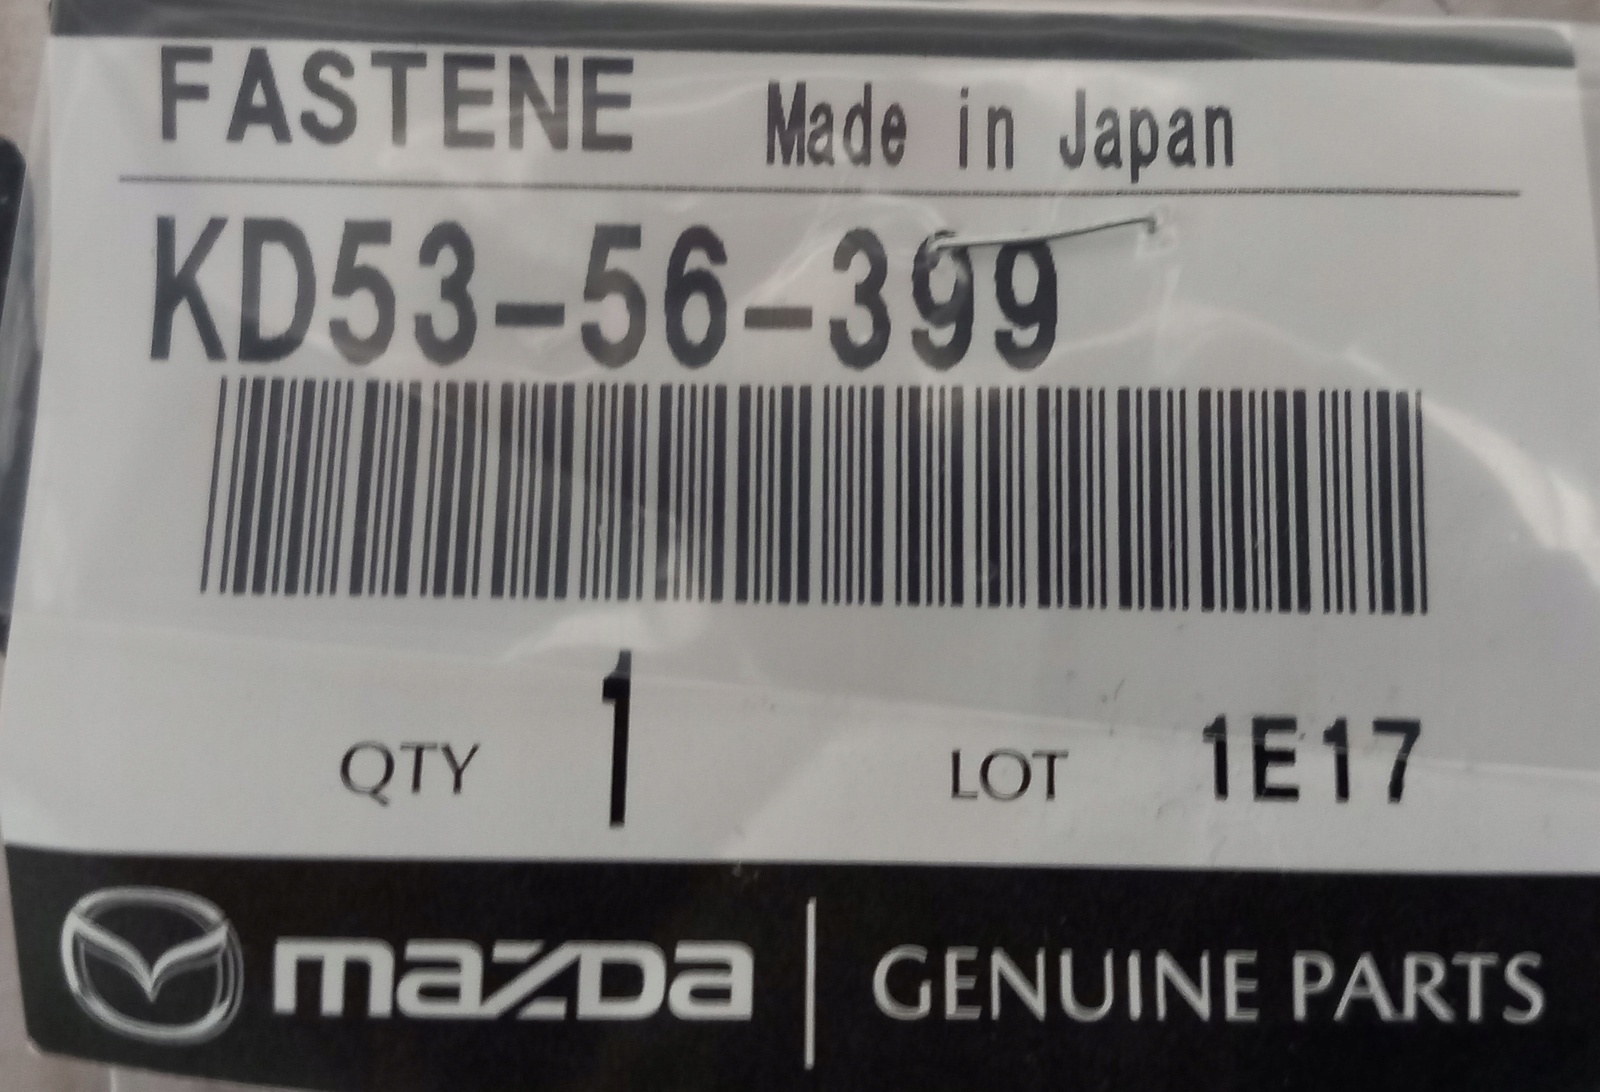 FASTENE Made in Japan
KD53-56-399
QTY 1 LOT 1E17
mazda GENUINE PARTS